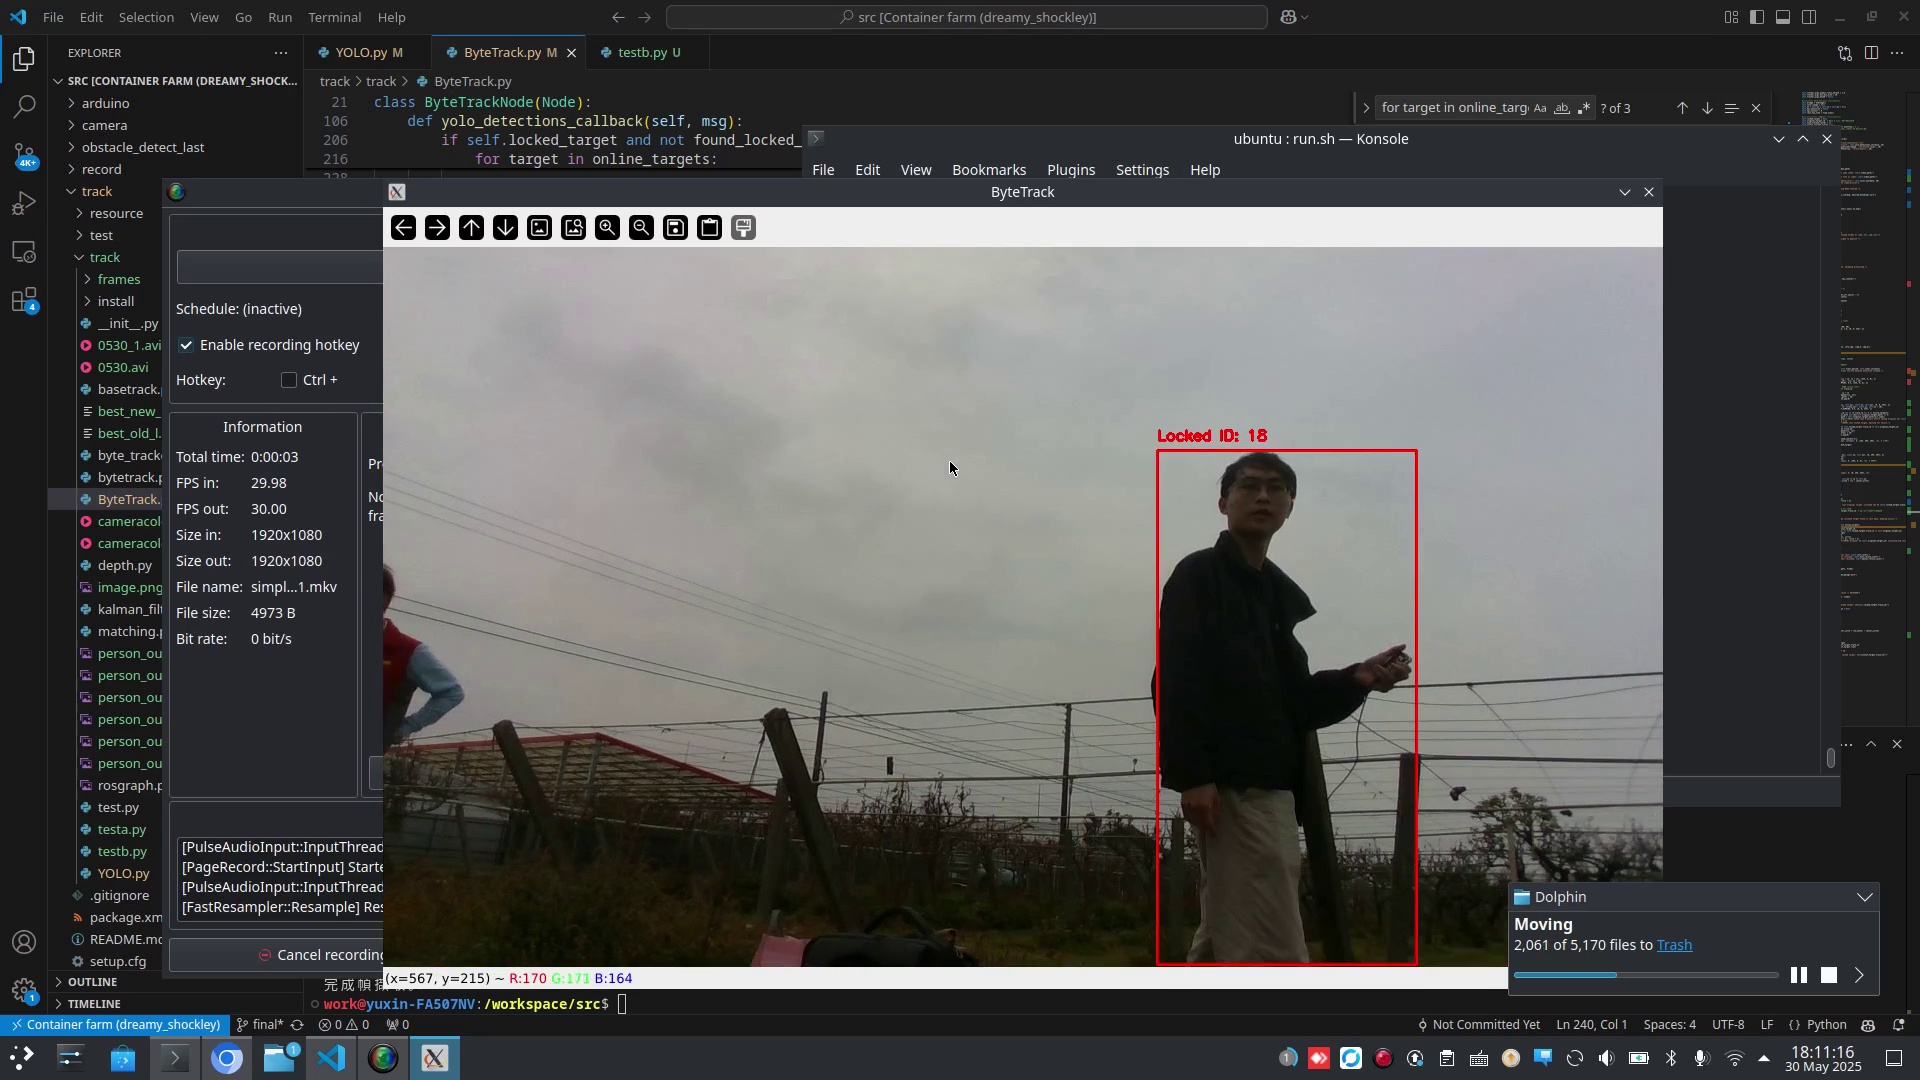 File Edit Selection View Go Run Terminal Help
src [Container farm (dreamy_shockley)]
EXPLORER
SRC [CONTAINER FARM (DREAMY_SHOCK...
arduino
camera
obstacle_detect_last
record
track
resource
test
track
frames
install
__init__.py
0530_1.avi
0530.avi
basetrack.
best_new_
best_old_l.
byte_track
bytetrack.p
ByteTrack.
cameracol
cameracol
depth.py
image.png
kalman_filt
matching.p
person_ou
person_ou
person_ou
person_ou
person_ou
person_ou
rosgraph.p
test.py
testa.py
testb.py
YOLO.py
.gitignore
package.xm
README.md
setup.cfg
OUTLINE
TIMELINE
4K+
4
1
YOLO.py M
ByteTrack.py M
testb.py U
track > track > ByteTrack.py
21 class ByteTrackNode(Node):
106 def yolo_detections_callback(self, msg):
206 if self.locked_target and not found_locked_
216 for target in online_targets:
for target in online_targ Aa ab ? of 3
ubuntu : run.sh — Konsole
File Edit View Bookmarks Plugins Settings Help
ByteTrack
Locked ID: 18
(x=567, y=215) ~ R:170 G:171 B:164
Schedule: (inactive)
Enable recording hotkey
Hotkey: Ctrl +
Information
Total time: 0:00:03
FPS in: 29.98
FPS out: 30.00
Size in: 1920x1080
Size out: 1920x1080
File name: simpl...1.mkv
File size: 4973 B
Bit rate: 0 bit/s
Pr
No
fra
[PulseAudioInput::InputThread
[PageRecord::StartInput] Starte
[PulseAudioInput::InputThread
[FastResampler::Resample] Res
Cancel recording
work@yuxin-FA507NV:/workspace/src$
Dolphin
Moving
2,061 of 5,170 files to Trash
Container farm (dreamy_shockley) final* 0 0 0
Not Committed Yet Ln 240, Col 1 Spaces: 4 UTF-8 LF {} Python
1
1
18:11:16
30 May 2025